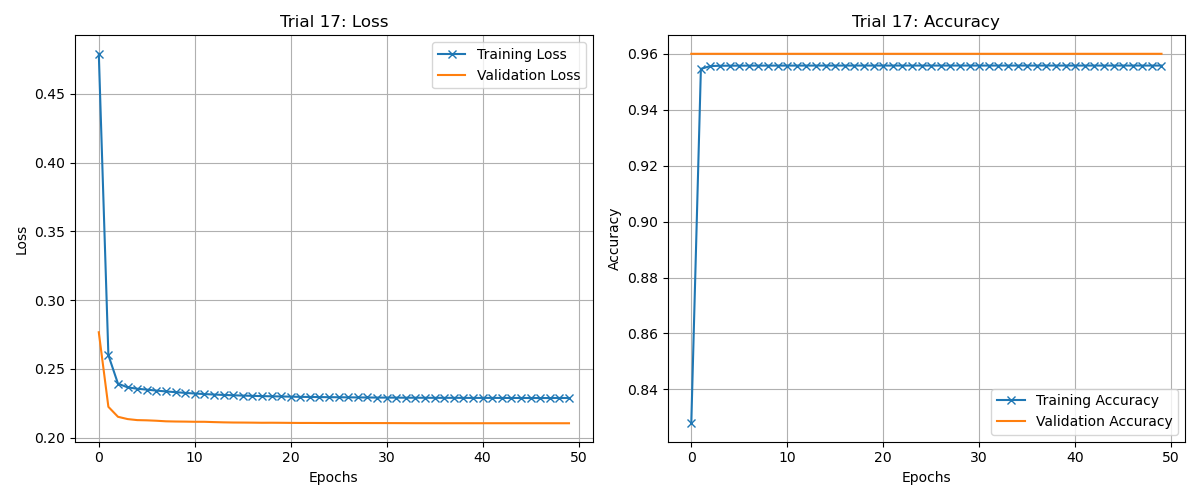 Trial 17: Loss
Training Loss
Validation Loss
0.45
0.40
0.35
0.30
0.25
0.20
Loss
0 10 20 30 40 50
Epochs
Trial 17: Accuracy
0.96
0.94
0.92
0.90
0.88
0.86
0.84
Accuracy
Training Accuracy
Validation Accuracy
0 10 20 30 40 50
Epochs